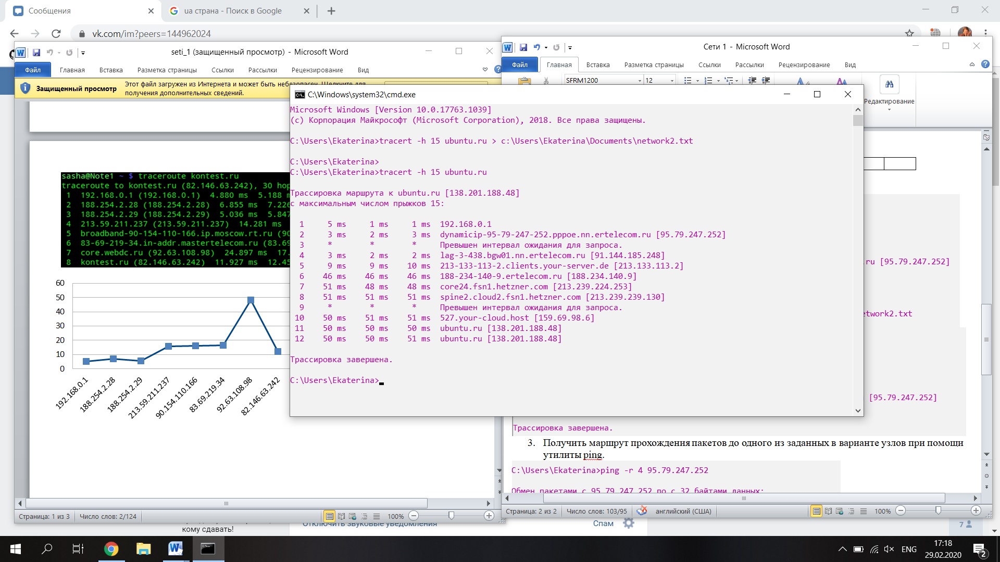 Сообщения
ua страна - Поиск в Google
vk.com/im?peers=144962024
seti_1 (защищенный просмотр) - Microsoft Word
Файл Главная Вставка Разметка страницы Ссылки Рассылки Рецензирование Вид
Защищенный просмотр
Этот файл загружен из Интернета и может быть небезопасен. Щелкните для
получения дополнительных сведений.
sasha@Note1 ~ $ traceroute kontest.ru
traceroute to kontest.ru (82.146.63.242), 30 hop
1 192.168.0.1 (192.168.0.1) 4.880 ms 5.188 m
2 188.254.2.28 (188.254.2.28) 6.855 ms 7.226
3 188.254.2.29 (188.254.2.29) 5.036 ms 5.847
4 213.59.211.237 (213.59.211.237) 14.281 ms
5 broadband-90-154-110-166.ip.moscow.rt.ru (90
6 83-69-219-34.in-addr.mastertelecom.ru (83.69
7 core.webdc.ru (92.63.108.98) 24.897 ms 17.
8 kontest.ru (82.146.63.242) 11.927 ms 12.45
60
50
40
30
20
10
0
192.168.0.1
188.254.2.28
188.254.2.29
213.59.211.237
90.154.110.166
83.69.219.34
92.63.108.98
82.146.63.242
Страница: 1 из 3 Число слов: 2/124 100%
кому сдавать!
Отключить звуковые уведомления
Спам
7
Сети 1 - Microsoft Word
Файл Главная Вставка Разметка страницы Ссылки Рассылки Рецензирование Вид
SFRM1200 12
Редактирование
C:\Windows\system32\cmd.exe
Microsoft Windows [Version 10.0.17763.1039]
(c) Корпорация Майкрософт (Microsoft Corporation), 2018. Все права защищены.
C:\Users\Ekaterina>tracert -h 15 ubuntu.ru > c:\Users\Ekaterina\Documents\network2.txt
C:\Users\Ekaterina>
C:\Users\Ekaterina>tracert -h 15 ubuntu.ru
Трассировка маршрута к ubuntu.ru [138.201.188.48]
с максимальным числом прыжков 15:
1 5 ms 1 ms 1 ms 192.168.0.1
2 3 ms 2 ms 3 ms dynamicip-95-79-247-252.pppoe.nn.ertelecom.ru [95.79.247.252]
3 * * * Превышен интервал ожидания для запроса.
4 3 ms 2 ms 2 ms lag-3-438.bgw01.nn.ertelecom.ru [91.144.185.248]
5 9 ms 9 ms 10 ms 213-133-113-2.clients.your-server.de [213.133.113.2]
6 46 ms 46 ms 46 ms 188-234-140-9.ertelecom.ru [188.234.140.9]
7 51 ms 48 ms 48 ms core24.fsn1.hetzner.com [213.239.224.253]
8 51 ms 51 ms 51 ms spine2.cloud2.fsn1.hetzner.com [213.239.239.130]
9 * * * Превышен интервал ожидания для запроса.
10 50 ms 51 ms 51 ms 527.your-cloud.host [159.69.98.6]
11 50 ms 50 ms 50 ms ubuntu.ru [138.201.188.48]
12 50 ms 50 ms 51 ms ubuntu.ru [138.201.188.48]
Трассировка завершена.
C:\Users\Ekaterina>
ru [95.79.247.252]
etwork2.txt
[95.79.247.252]
Трассировка завершена.
3. Получить маршрут прохождения пакетов до одного из заданных в варианте узлов при помощи
утилиты ping.
C:\Users\Ekaterina>ping -r 4 95.79.247.252
Обмен пакетами с 95.79.247.252 по с 32 байтами данных:
Страница: 2 из 2 Число слов: 103/95 английский (США) 100%
ENG
17:18
29.02.2020
2